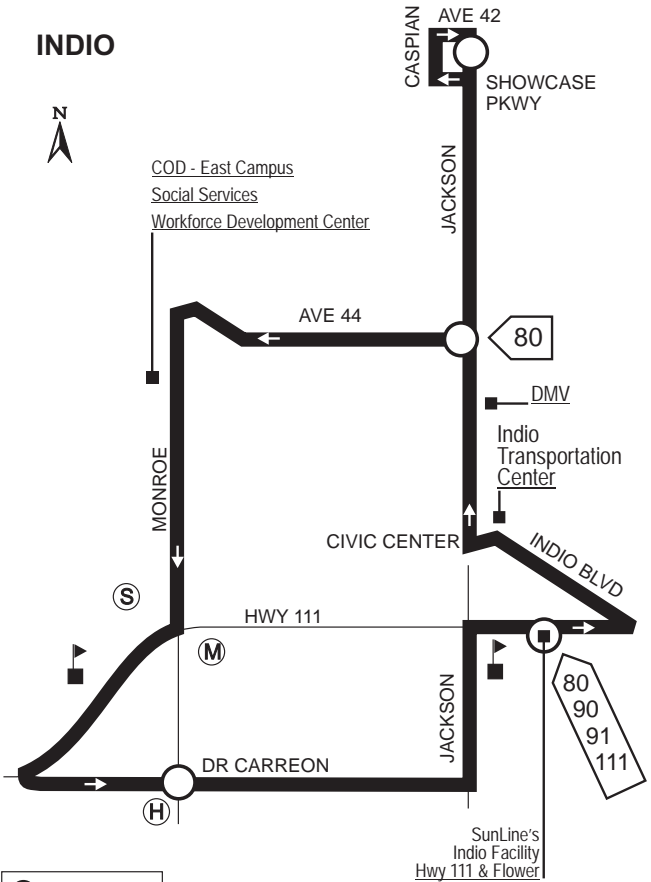 AVE 42
INDIO
CASPIAN
SHOWCASE
PKWY
N
JACKSON
COD - East Campus
Social Services
Workforce Development Center
AVE 44
80
DMV
Indio
Transportation
Center
MONROE
CIVIC CENTER
INDIO BLVD
S
HWY 111
M
JACKSON
80
90
91
111
DR CARREON
H
SunLine's
Indio Facility
Hwy 111 & Flower